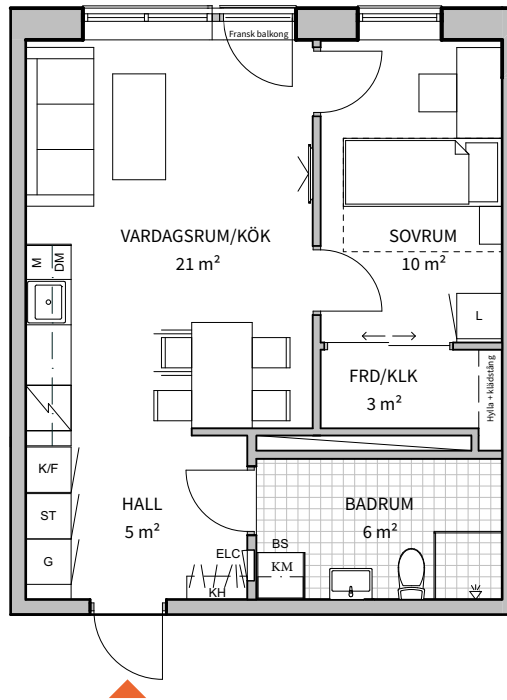 Fransk balkong
VARDAGSRUM/KÖK
21 m²
SOVRUM
10 m²
M
DM
L
FRD/KLK
3 m²
Hylla + klädstång
K/F
ST
G
HALL
5 m²
BADRUM
6 m²
ELC
BS
KM
KH